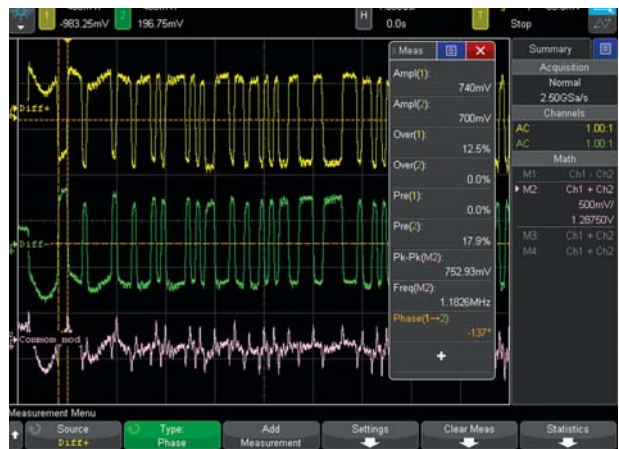 1
-983.25mV
2
196.75mV
H
0.0s
T
Stop
Diff+
Diff-
Commom mod
Meas
Ampl(1):
740mV
Ampl(2):
700mV
Over(1):
12.5%
Over(2):
0.0%
Pre(1):
0.0%
Pre(2):
17.9%
Pk-Pk(M2):
752.93mV
Freq(M2):
1.1826MHz
Phase(1→2):
-137°
Summary
Acquisition
Normal
2.50GSa/s
Channels
AC 1.00:1
AC 1.00:1
Math
M1: Ch1 - Ch2
M2: Ch1 + Ch2
500mV/
1.28750V
M3: Ch1 + Ch2
M4: Ch1 + Ch2
Measurement Menu
Source
Diff+
Type:
Phase
Add
Measurement
Settings
Clear Meas
Statistics